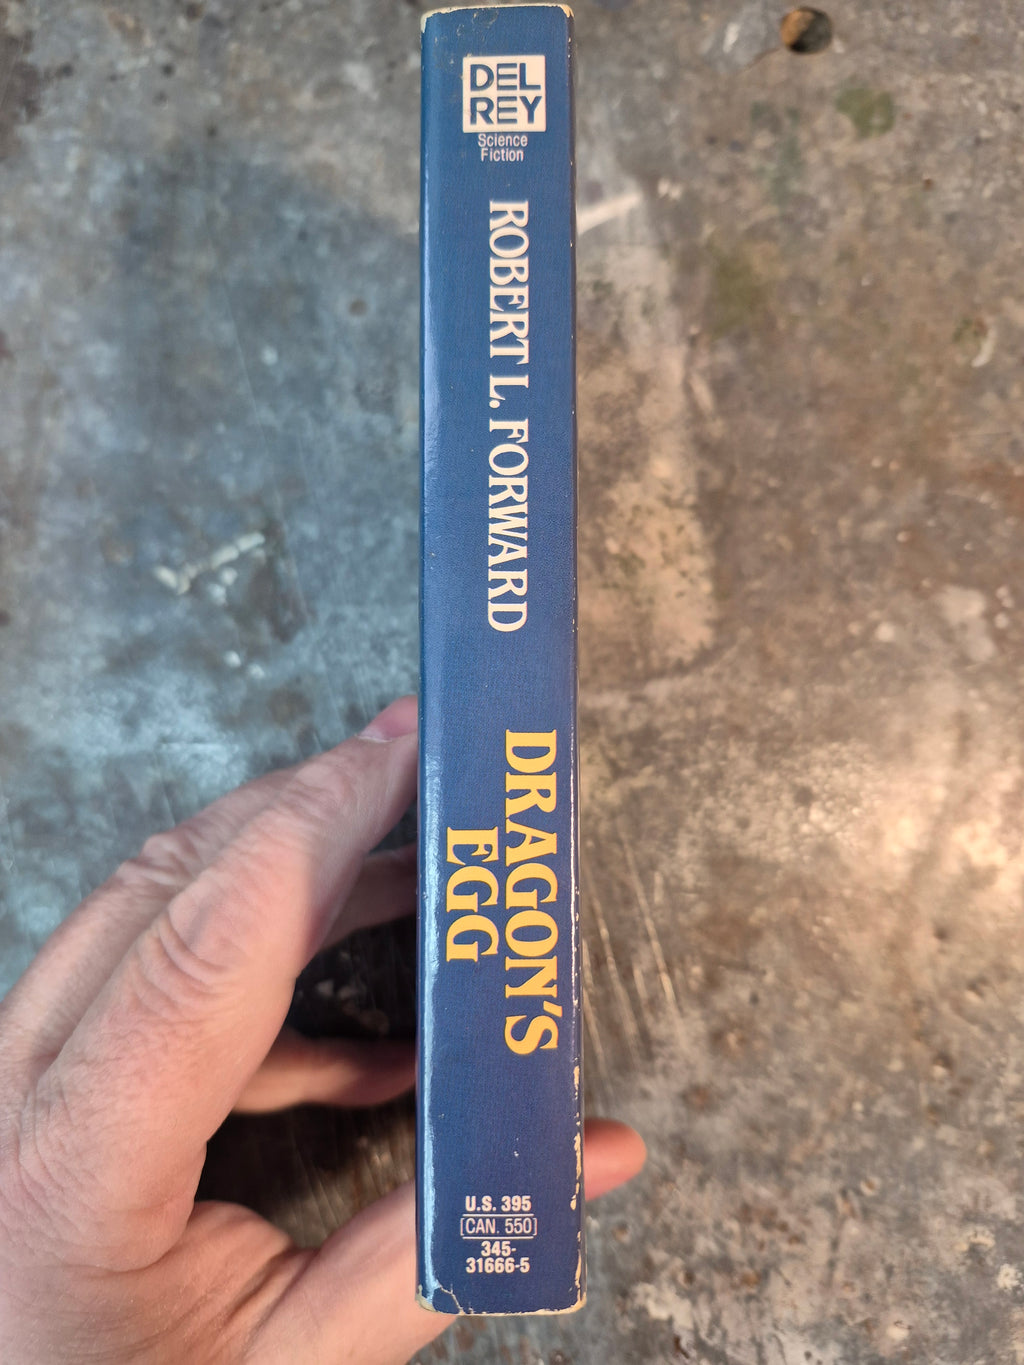 DEL
REY
Science
Fiction
ROBERT L. FORWARD
DRAGON'S
EGG
U.S. 395
[CAN. 550]
345-
31666-5